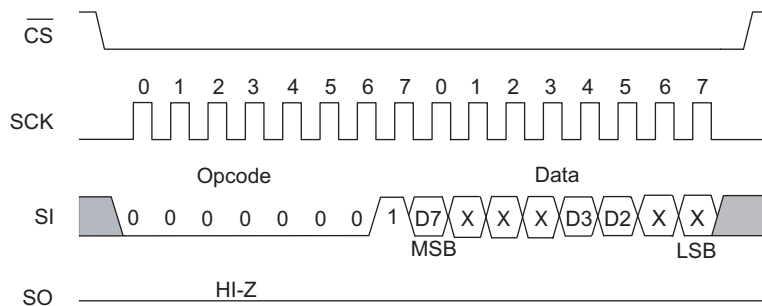 CS
0 1 2 3 4 5 6 7 0 1 2 3 4 5 6 7
SCK
Opcode Data
SI 0 0 0 0 0 0 0 1 D7 X X X D3 D2 X X
MSB LSB
HI-Z
SO